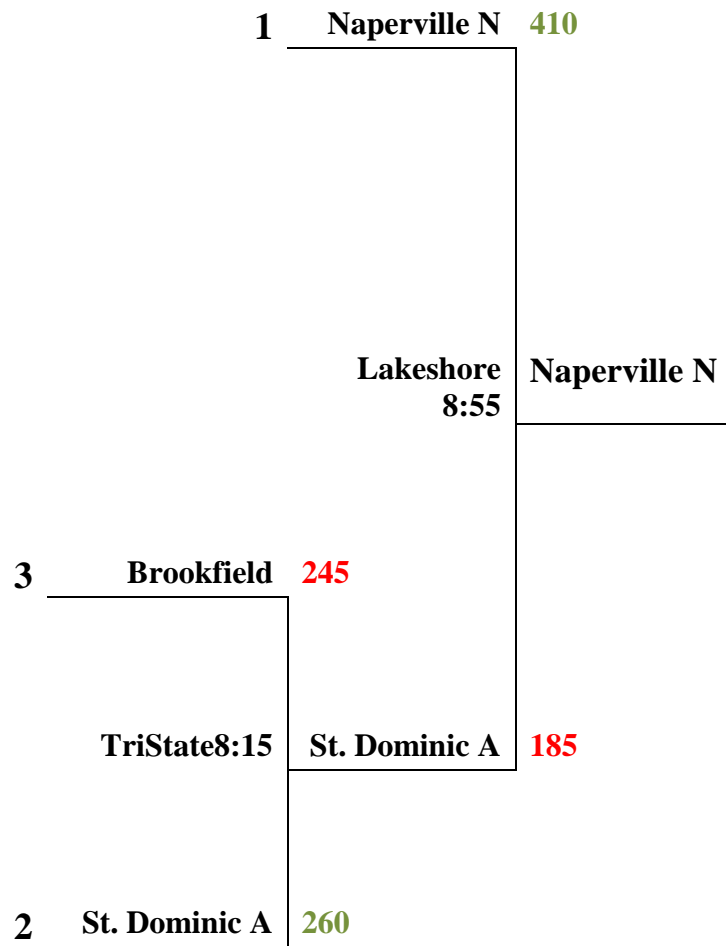 1 Naperville N 410
Lakeshore
8:55
Naperville N
3 Brookfield 245
TriState8:15 St. Dominic A 185
2 St. Dominic A 260